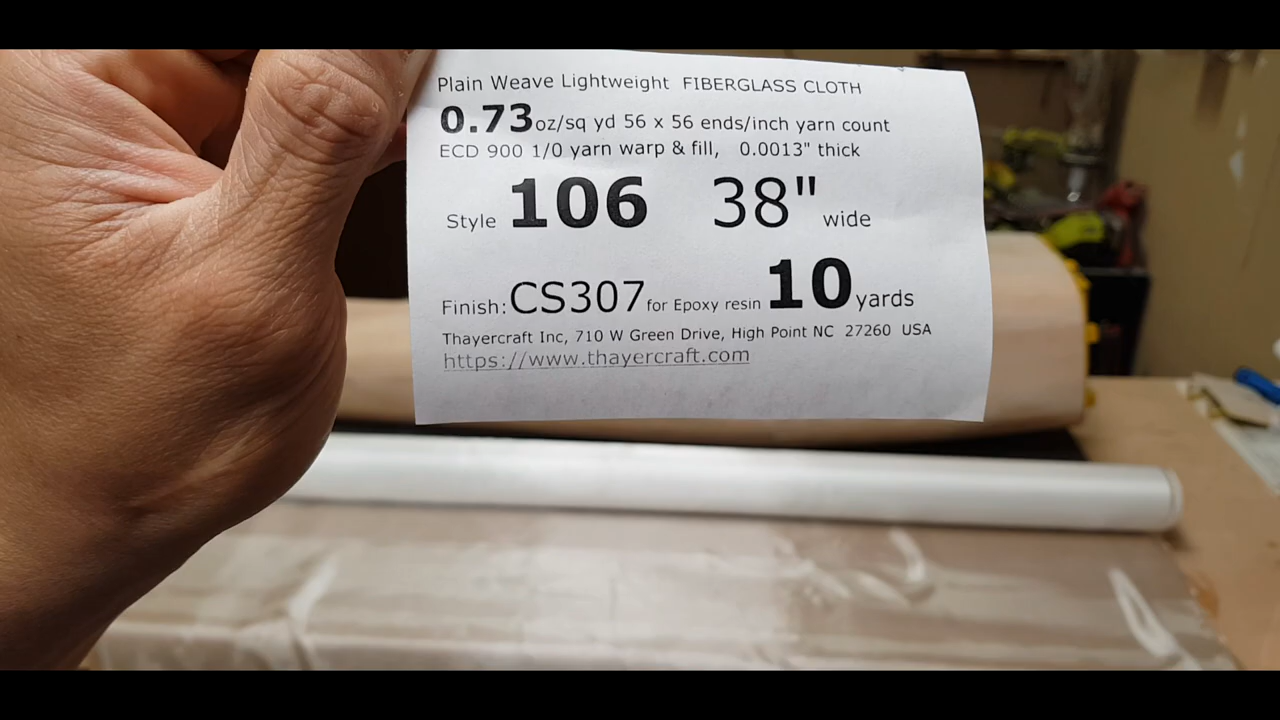 Plain Weave Lightweight FIBERGLASS CLOTH
0.73oz/sq yd 56 x 56 ends/inch yarn count
ECD 900 1/0 yarn warp & fill, 0.0013" thick
Style 106 38" wide
Finish: CS307 for Epoxy resin 10 yards
Thayercraft Inc, 710 W Green Drive, High Point NC 27260 USA
https://www.thayercraft.com